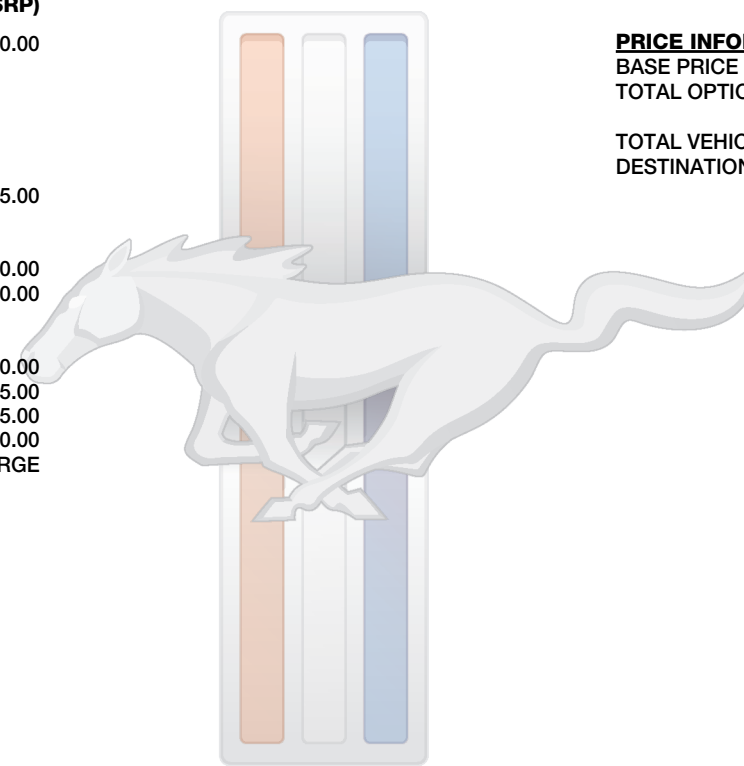 SRP)
0.00
5.00
0.00
0.00
0.00
5.00
5.00
0.00
RGE
PRICE INFO
BASE PRICE
TOTAL OPTIO
TOTAL VEHIC
DESTINATION